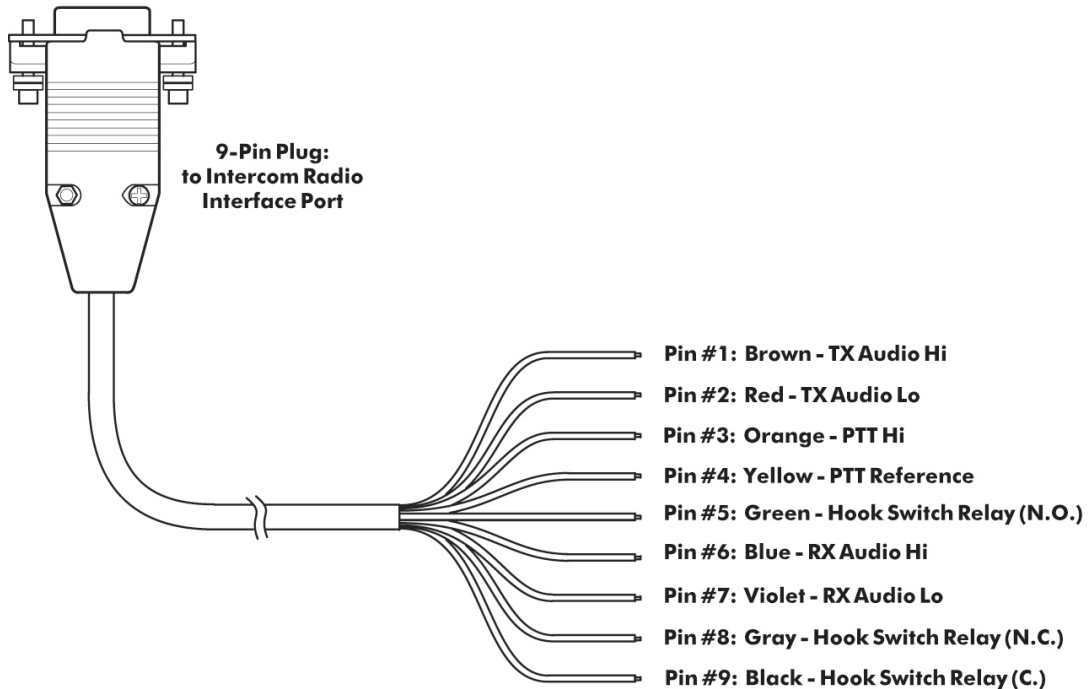 9-Pin Plug:
to Intercom Radio
Interface Port
Pin #1: Brown - TX Audio Hi
Pin #2: Red - TX Audio Lo
Pin #3: Orange - PTT Hi
Pin #4: Yellow - PTT Reference
Pin #5: Green - Hook Switch Relay (N.O.)
Pin #6: Blue - RX Audio Hi
Pin #7: Violet - RX Audio Lo
Pin #8: Gray - Hook Switch Relay (N.C.)
Pin #9: Black - Hook Switch Relay (C.)